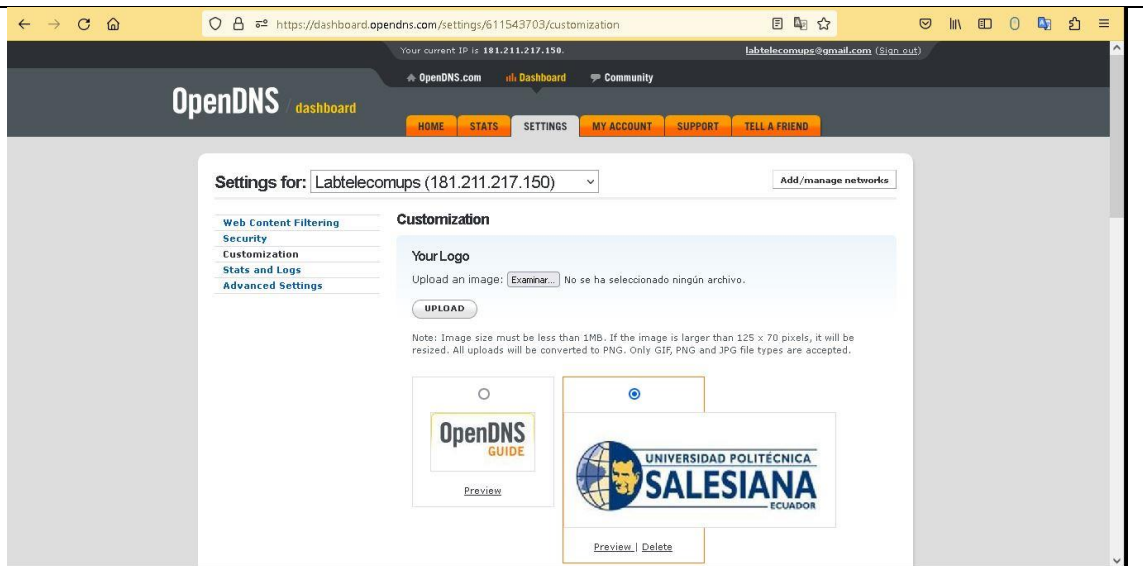 https://dashboard.opendns.com/settings/611543703/customization
Your current IP is 181.211.217.150.
labtelecomups@gmail.com (Sign out)
OpenDNS.com Dashboard Community
OpenDNS / dashboard
HOME STATS SETTINGS MY ACCOUNT SUPPORT TELL A FRIEND
Settings for: Labtelecomups (181.211.217.150)
Add/manage networks
Web Content Filtering
Security
Customization
Stats and Logs
Advanced Settings
Customization
Your Logo
Upload an image: Examinar... No se ha seleccionado ningún archivo.
UPLOAD
Note: Image size must be less than 1MB. If the image is larger than 125 x 70 pixels, it will be
resized. All uploads will be converted to PNG. Only GIF, PNG and JPG file types are accepted.
OpenDNS
GUIDE
Preview
UNIVERSIDAD POLITÉCNICA
SALESIANA
ECUADOR
Preview | Delete